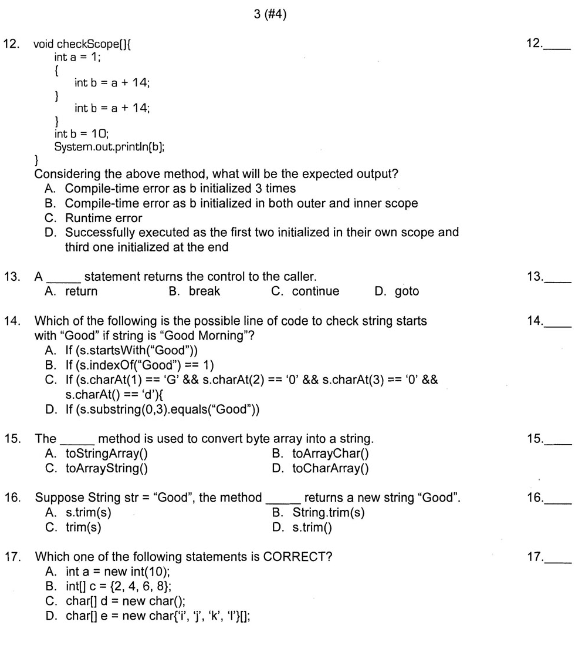 3 (#4)
12. void checkScope(){ 12.____
int a = 1;
{
int b = a + 14;
}
int b = a + 14;
}
int b = 10;
System.out.println(b);
}
Considering the above method, what will be the expected output?
A. Compile-time error as b initialized 3 times
B. Compile-time error as b initialized in both outer and inner scope
C. Runtime error
D. Successfully executed as the first two initialized in their own scope and
third one initialized at the end
13. A _____ statement returns the control to the caller. 13.____
A. return B. break C. continue D. goto
14. Which of the following is the possible line of code to check string starts 14.____
with "Good" if string is "Good Morning"?
A. If (s.startsWith("Good"))
B. If (s.indexOf("Good") == 1)
C. If (s.charAt(1) == 'G' && s.charAt(2) == '0' && s.charAt(3) == '0' &&
s.charAt() == 'd'){
D. If (s.substring(0,3).equals("Good"))
15. The _____ method is used to convert byte array into a string. 15.____
A. toStringArray() B. toArrayChar()
C. toArrayString() D. toCharArray()
16. Suppose String str = "Good", the method _____ returns a new string "Good". 16.____
A. s.trim(s) B. String.trim(s)
C. trim(s) D. s.trim()
17. Which one of the following statements is CORRECT? 17.____
A. int a = new int(10);
B. int[] c = {2, 4, 6, 8};
C. char[] d = new char();
D. char[] e = new char{'i', 'j', 'k', 'l'}[];